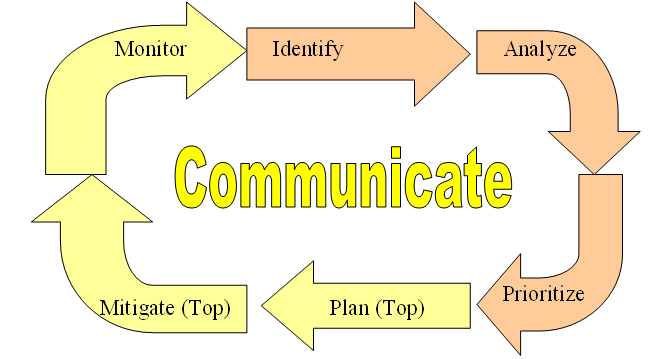 Monitor
Identify
Analyze
Communicate
Prioritize
Plan (Top)
Mitigate (Top)